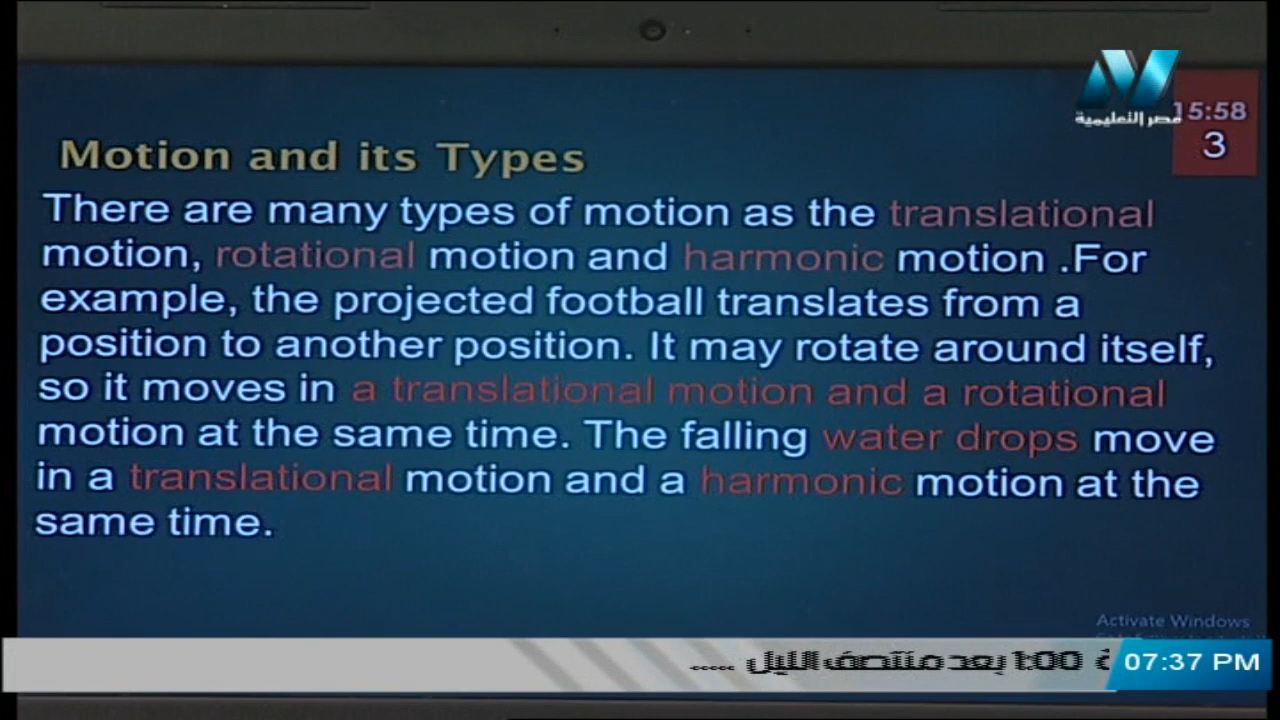 مصر التعليمية
15:58
3
Motion and its Types
There are many types of motion as the translational
motion, rotational motion and harmonic motion .For
example, the projected football translates from a
position to another position. It may rotate around itself,
so it moves in a translational motion and a rotational
motion at the same time. The falling water drops move
in a translational motion and a harmonic motion at the
same time.
Activate Windows
1:00 بعد منتصف الليل .....
07:37 PM